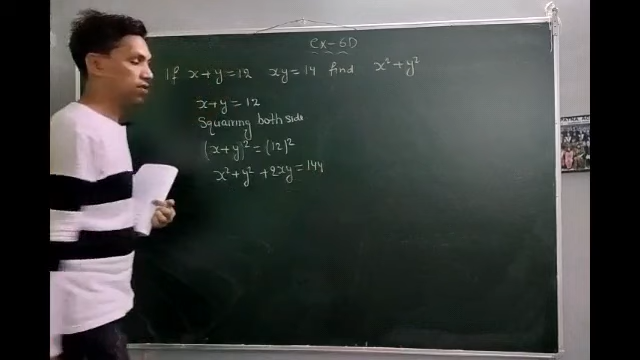 Ex-6D
If x+y=12 xy=14 find x²+y²
x+y=12
Squaring both side
(x+y)²=(12)²
x²+y²+2xy=144